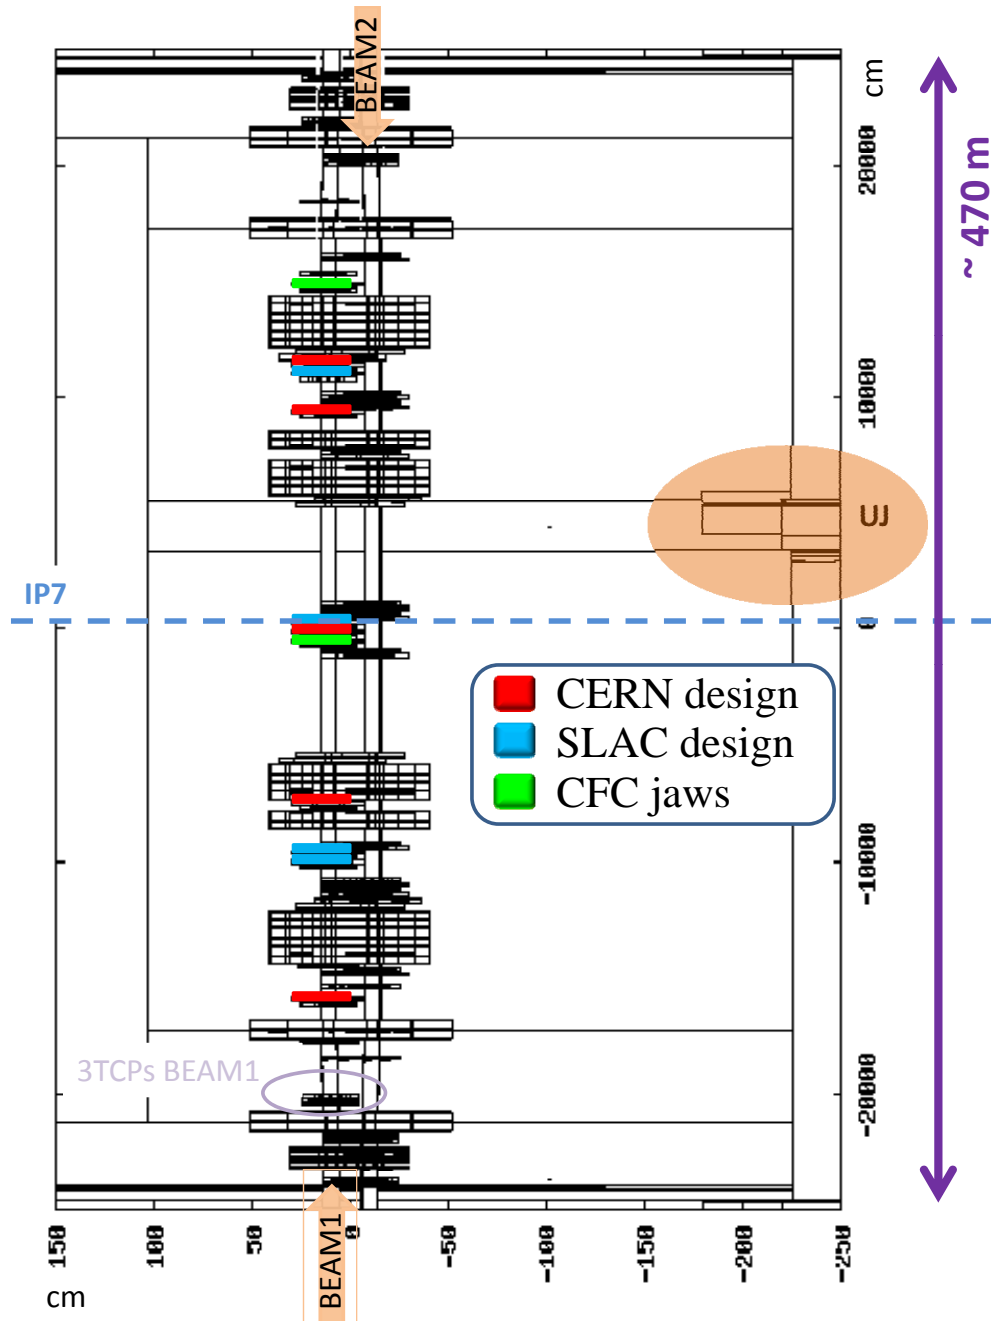 BEAM2
cm
20000
~ 470 m
10000
UJ
IP7
0
CERN design
SLAC design
CFC jaws
-10000
3TCPs BEAM1
-20000
BEAM1
150
100
50
0
-50
-100
-150
-200
-250
cm